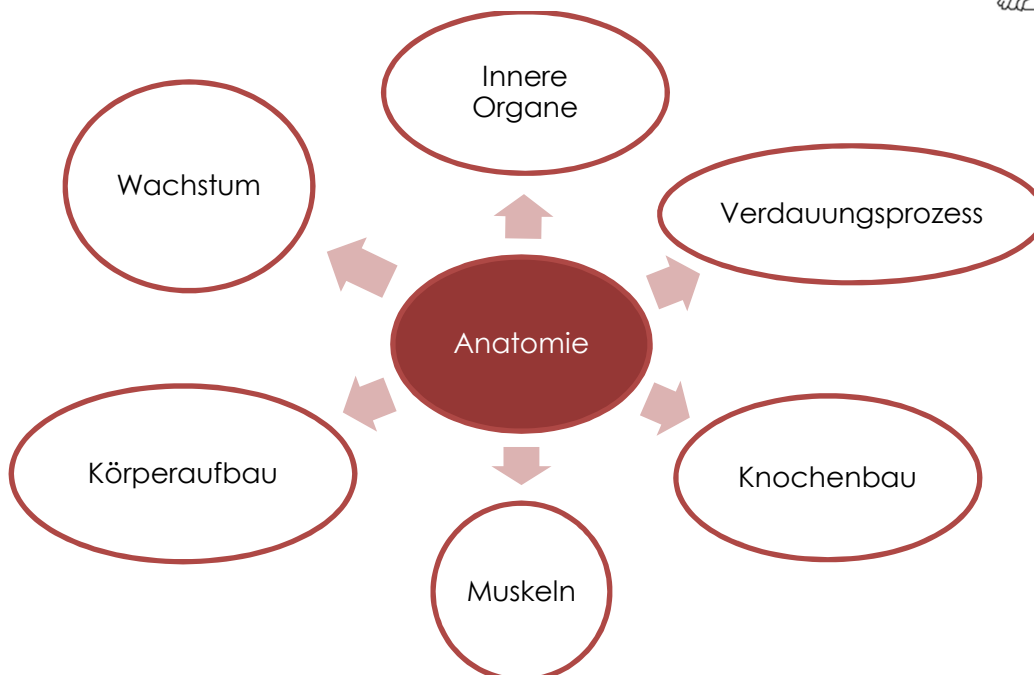 Innere
Organe
Wachstum
Verdauungsprozess
Anatomie
Körperaufbau
Knochenbau
Muskeln